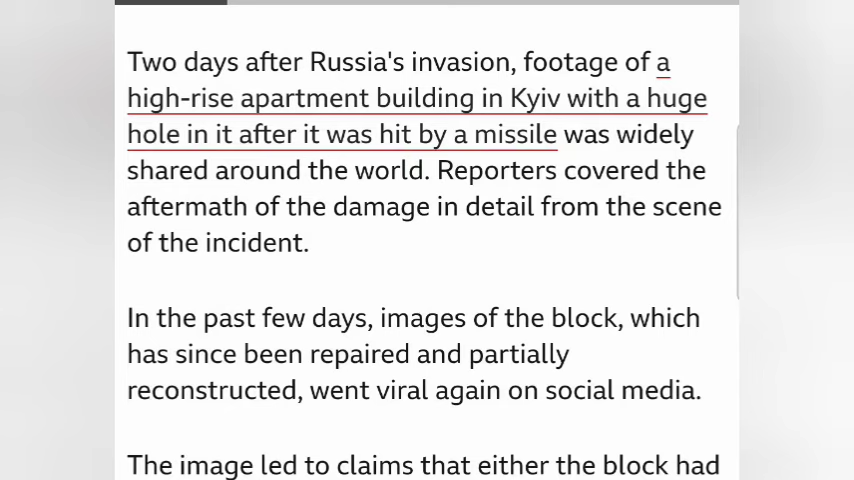 Two days after Russia's invasion, footage of a
high-rise apartment building in Kyiv with a huge
hole in it after it was hit by a missile was widely
shared around the world. Reporters covered the
aftermath of the damage in detail from the scene
of the incident.
In the past few days, images of the block, which
has since been repaired and partially
reconstructed, went viral again on social media.
The image led to claims that either the block had